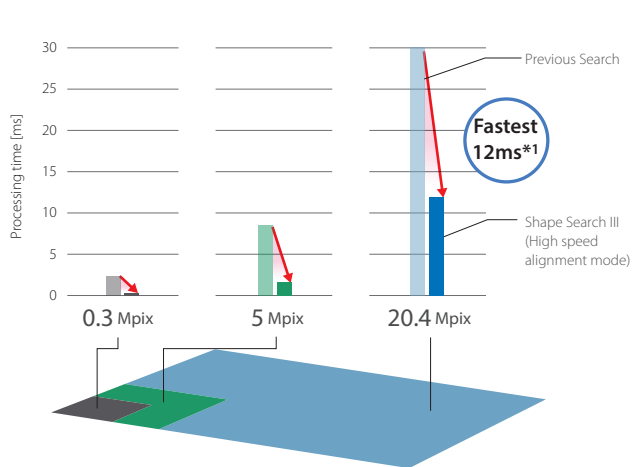 Processing time [ms]
30
25
20
15
10
5
0
Previous Search
Fastest
12ms*1
Shape Search III
(High speed
alignment mode)
0.3 Mpix
5 Mpix
20.4 Mpix